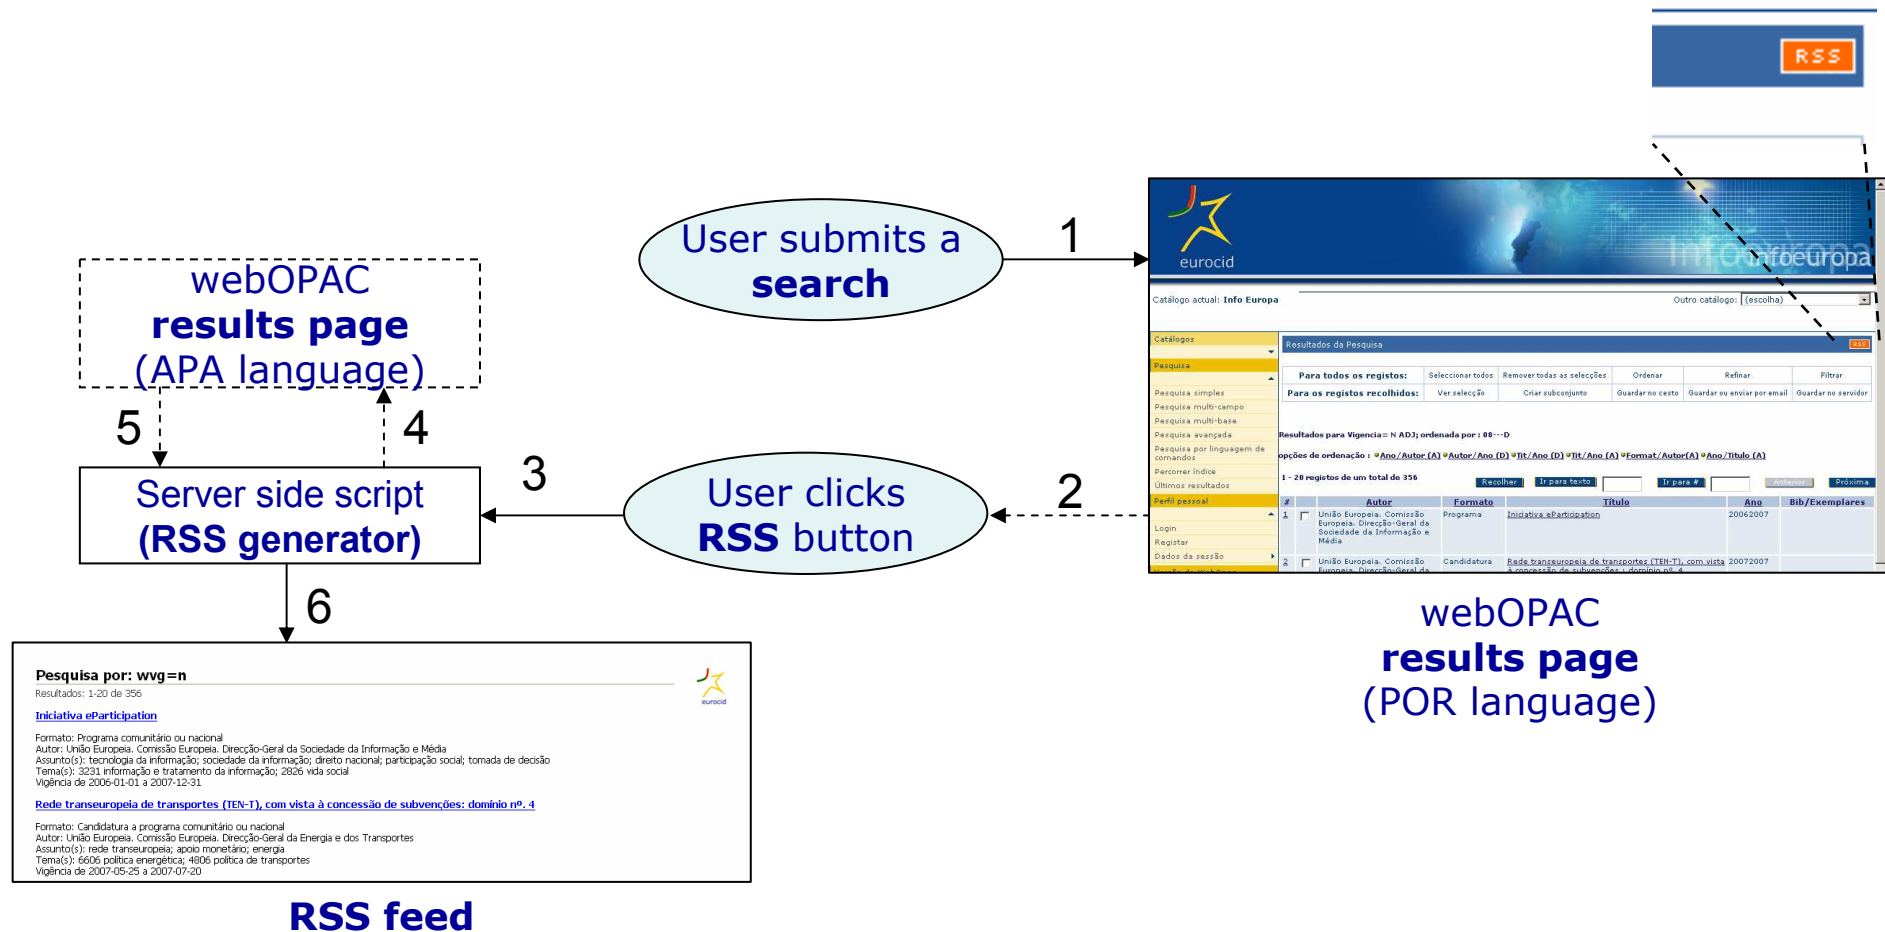 RSS
User submits a
search
1
eurocid
Infoeuropa
Catálogo actual: Info Europa
Outro catálogo: (escolha)
Catálogos
Pesquisa
Pesquisa simples
Pesquisa multi-campo
Pesquisa multi-base
Pesquisa avançada
Pesquisa por linguagem de
comandos
Percorrer índice
Últimos resultados
Perfil pessoal
Login
Registar
Dados da sessão
Resultados da Pesquisa RSS
Para todos os registos: Seleccionar todos Remover todas as selecções Ordenar Refinar Filtrar
Para os registos recolhidos: Ver selecção Criar subconjunto Guardar no cesto Guardar ou enviar por email Guardar no servidor
Resultados para Vigencia= N ADJ; ordenada por : 08---D
opções de ordenação : Ano/Autor (A) Autor/Ano (D) Tit/Ano (D) Tit/Ano (A) Format/Autor(A) Ano/Titulo (A)
1 - 20 registos de um total de 356 Recolher Ir para texto Ir para # Anterior Próxima
# Autor Formato Título Ano Bib/Exemplares
1 União Europeia. Comissão Programa Iniciativa eParticipation 20062007
Europeia. Direcção-Geral da
Sociedade da Informação e
Média
2 União Europeia. Comissão Candidatura Rede transeuropeia de transportes (TEN-T), com vista 20072007
Europeia. Direcção-Geral da à concessão de subvenções : domínio nº. 4
webOPAC
results page
(POR language)
2
User clicks
RSS button
3
webOPAC
results page
(APA language)
5
4
Server side script
(RSS generator)
6
Pesquisa por: wvg=n
Resultados: 1-20 de 356
eurocid
Iniciativa eParticipation
Formato: Programa comunitário ou nacional
Autor: União Europeia. Comissão Europeia. Direcção-Geral da Sociedade da Informação e Média
Assunto(s): tecnologia da informação; sociedade da informação; direito nacional; participação social; tomada de decisão
Tema(s): 3231 informação e tratamento da informação; 2826 vida social
Vigência de 2006-01-01 a 2007-12-31
Rede transeuropeia de transportes (TEN-T), com vista à concessão de subvenções: domínio nº. 4
Formato: Candidatura a programa comunitário ou nacional
Autor: União Europeia. Comissão Europeia. Direcção-Geral da Energia e dos Transportes
Assunto(s): rede transeuropeia; apoio monetário; energia
Tema(s): 6606 política energética; 4806 política de transportes
Vigência de 2007-05-25 a 2007-07-20
RSS feed